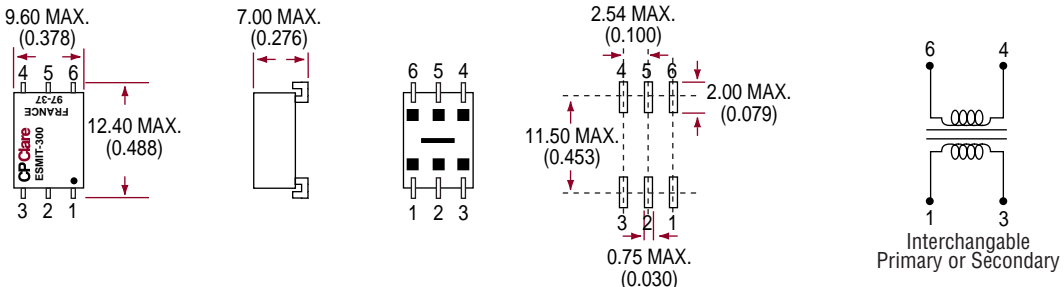 9.60 MAX.
(0.378)
4 5 6
FRANCE
97-37
CPClare
ESMIT-300
3 2 1
12.40 MAX.
(0.488)
7.00 MAX.
(0.276)
6 5 4
1 2 3
2.54 MAX.
(0.100)
4 5 6
2.00 MAX.
(0.079)
11.50 MAX.
(0.453)
3 2 1
0.75 MAX.
(0.030)
6 4
1 3
Interchangable
Primary or Secondary